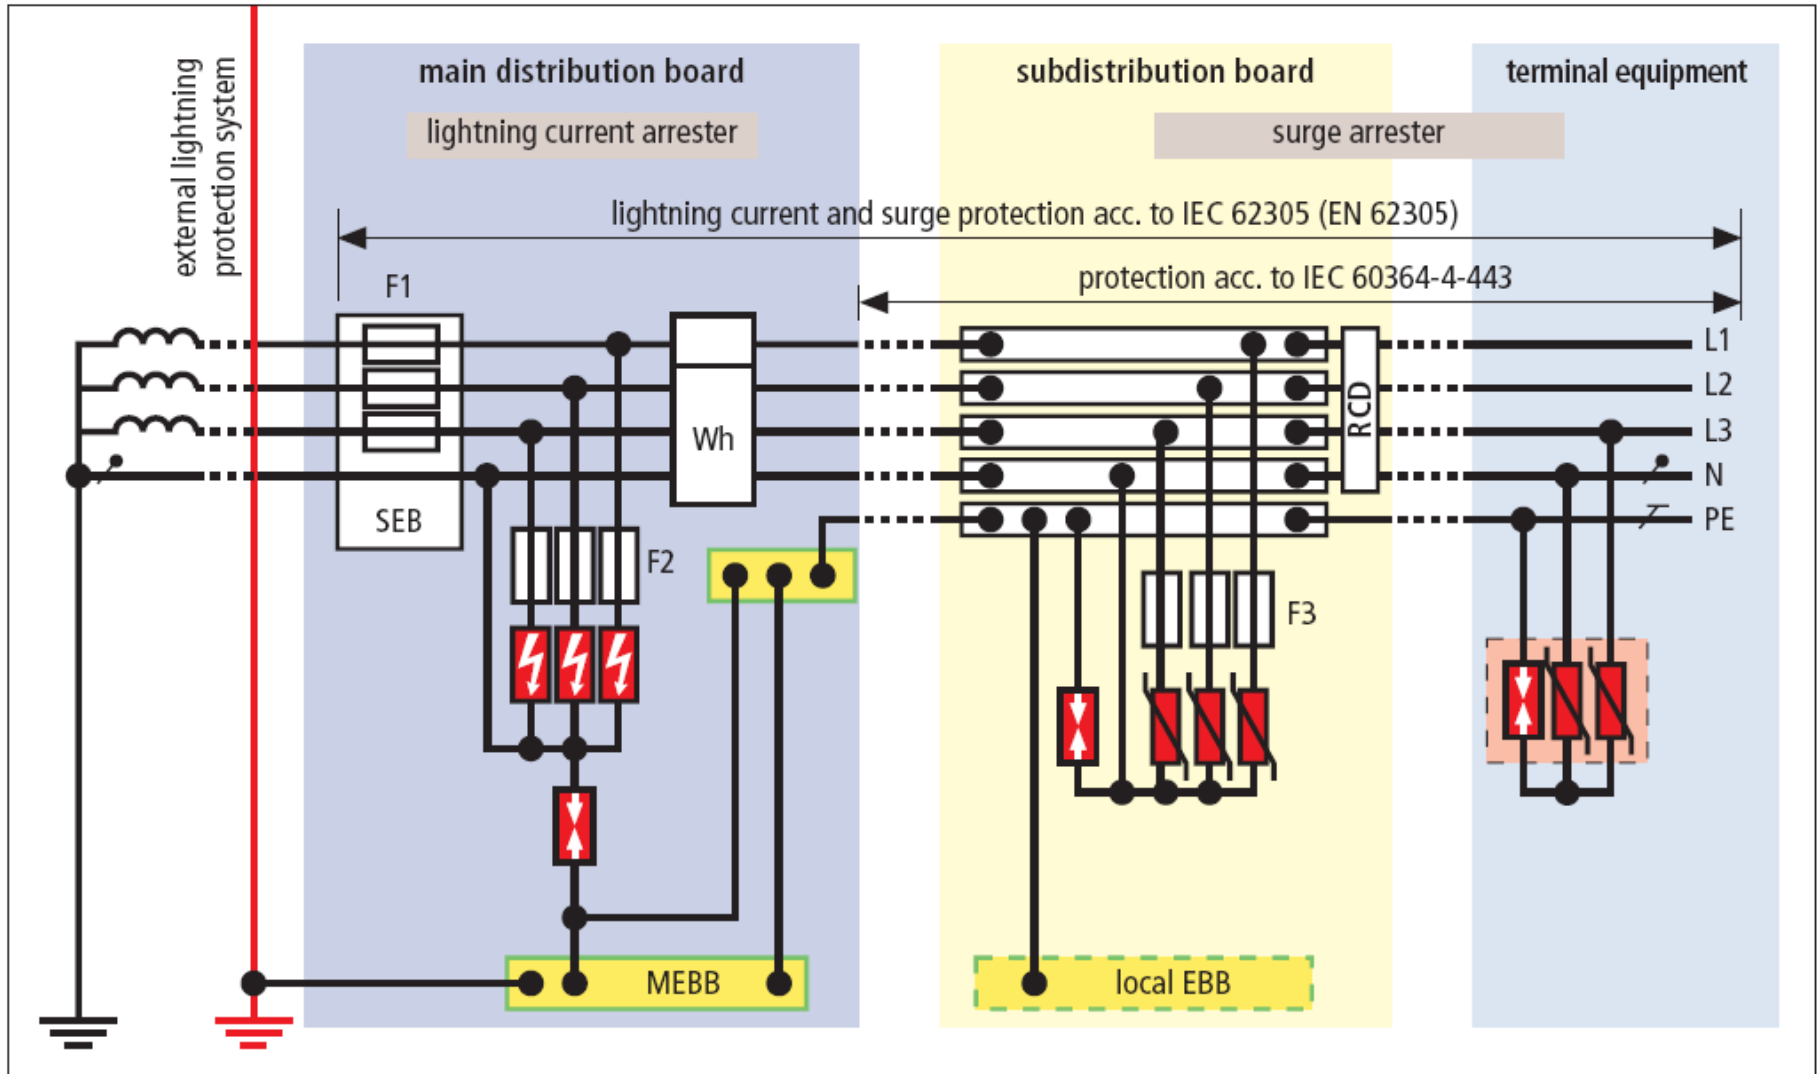 external lightning
protection system
main distribution board
subdistribution board
terminal equipment
lightning current arrester
surge arrester
lightning current and surge protection acc. to IEC 62305 (EN 62305)
protection acc. to IEC 60364-4-443
F1
L1
L2
L3
N
PE
Wh
RCD
SEB
F2
F3
MEBB
local EBB